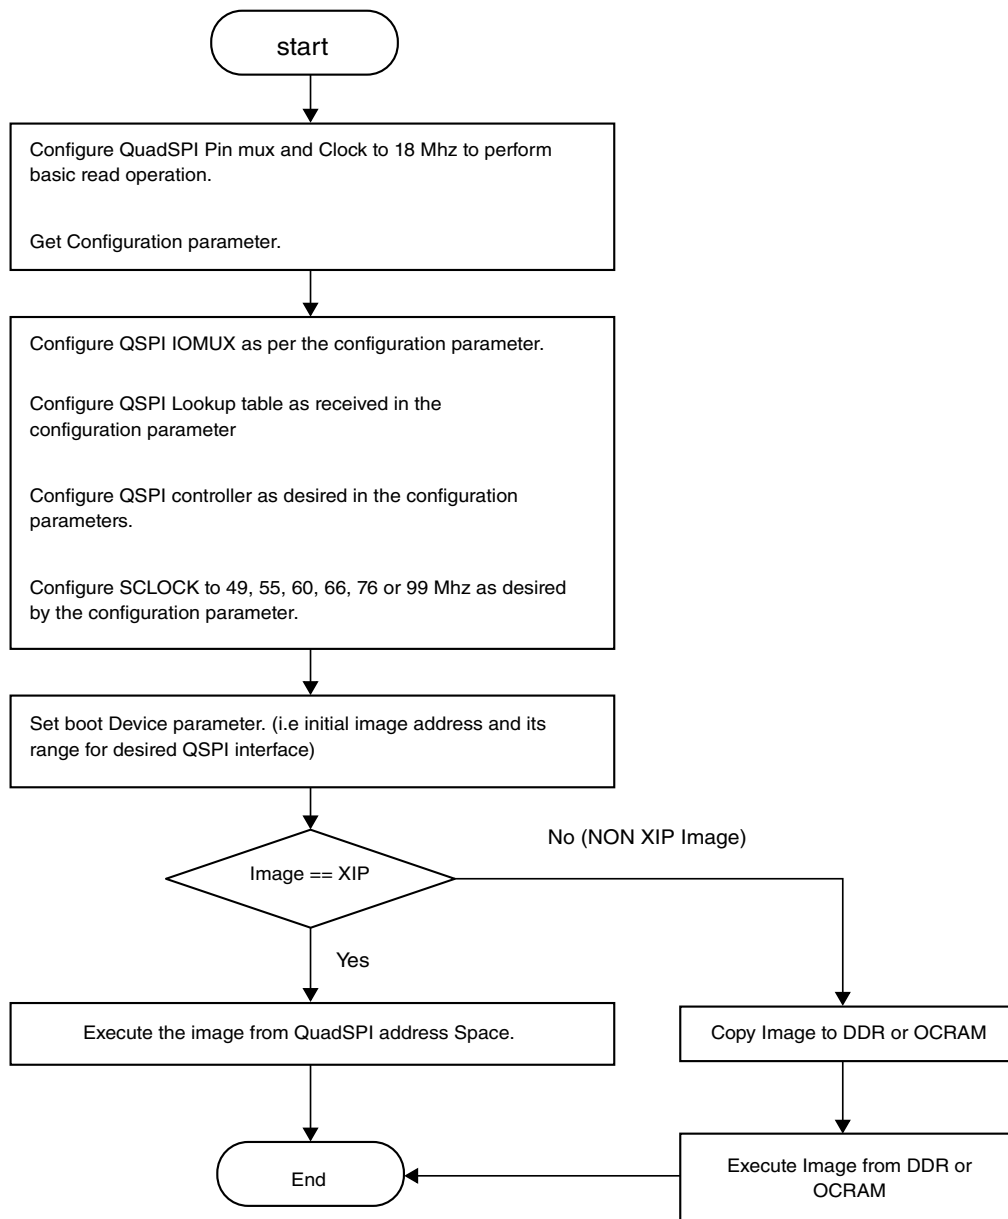 start
Configure QuadSPI Pin mux and Clock to 18 Mhz to perform
basic read operation.
Get Configuration parameter.
Configure QSPI IOMUX as per the configuration parameter.
Configure QSPI Lookup table as received in the
configuration parameter
Configure QSPI controller as desired in the configuration
parameters.
Configure SCLOCK to 49, 55, 60, 66, 76 or 99 Mhz as desired
by the configuration parameter.
Set boot Device parameter. (i.e initial image address and its
range for desired QSPI interface)
No (NON XIP Image)
Image == XIP
Yes
Execute the image from QuadSPI address Space.
Copy Image to DDR or OCRAM
Execute Image from DDR or
OCRAM
End